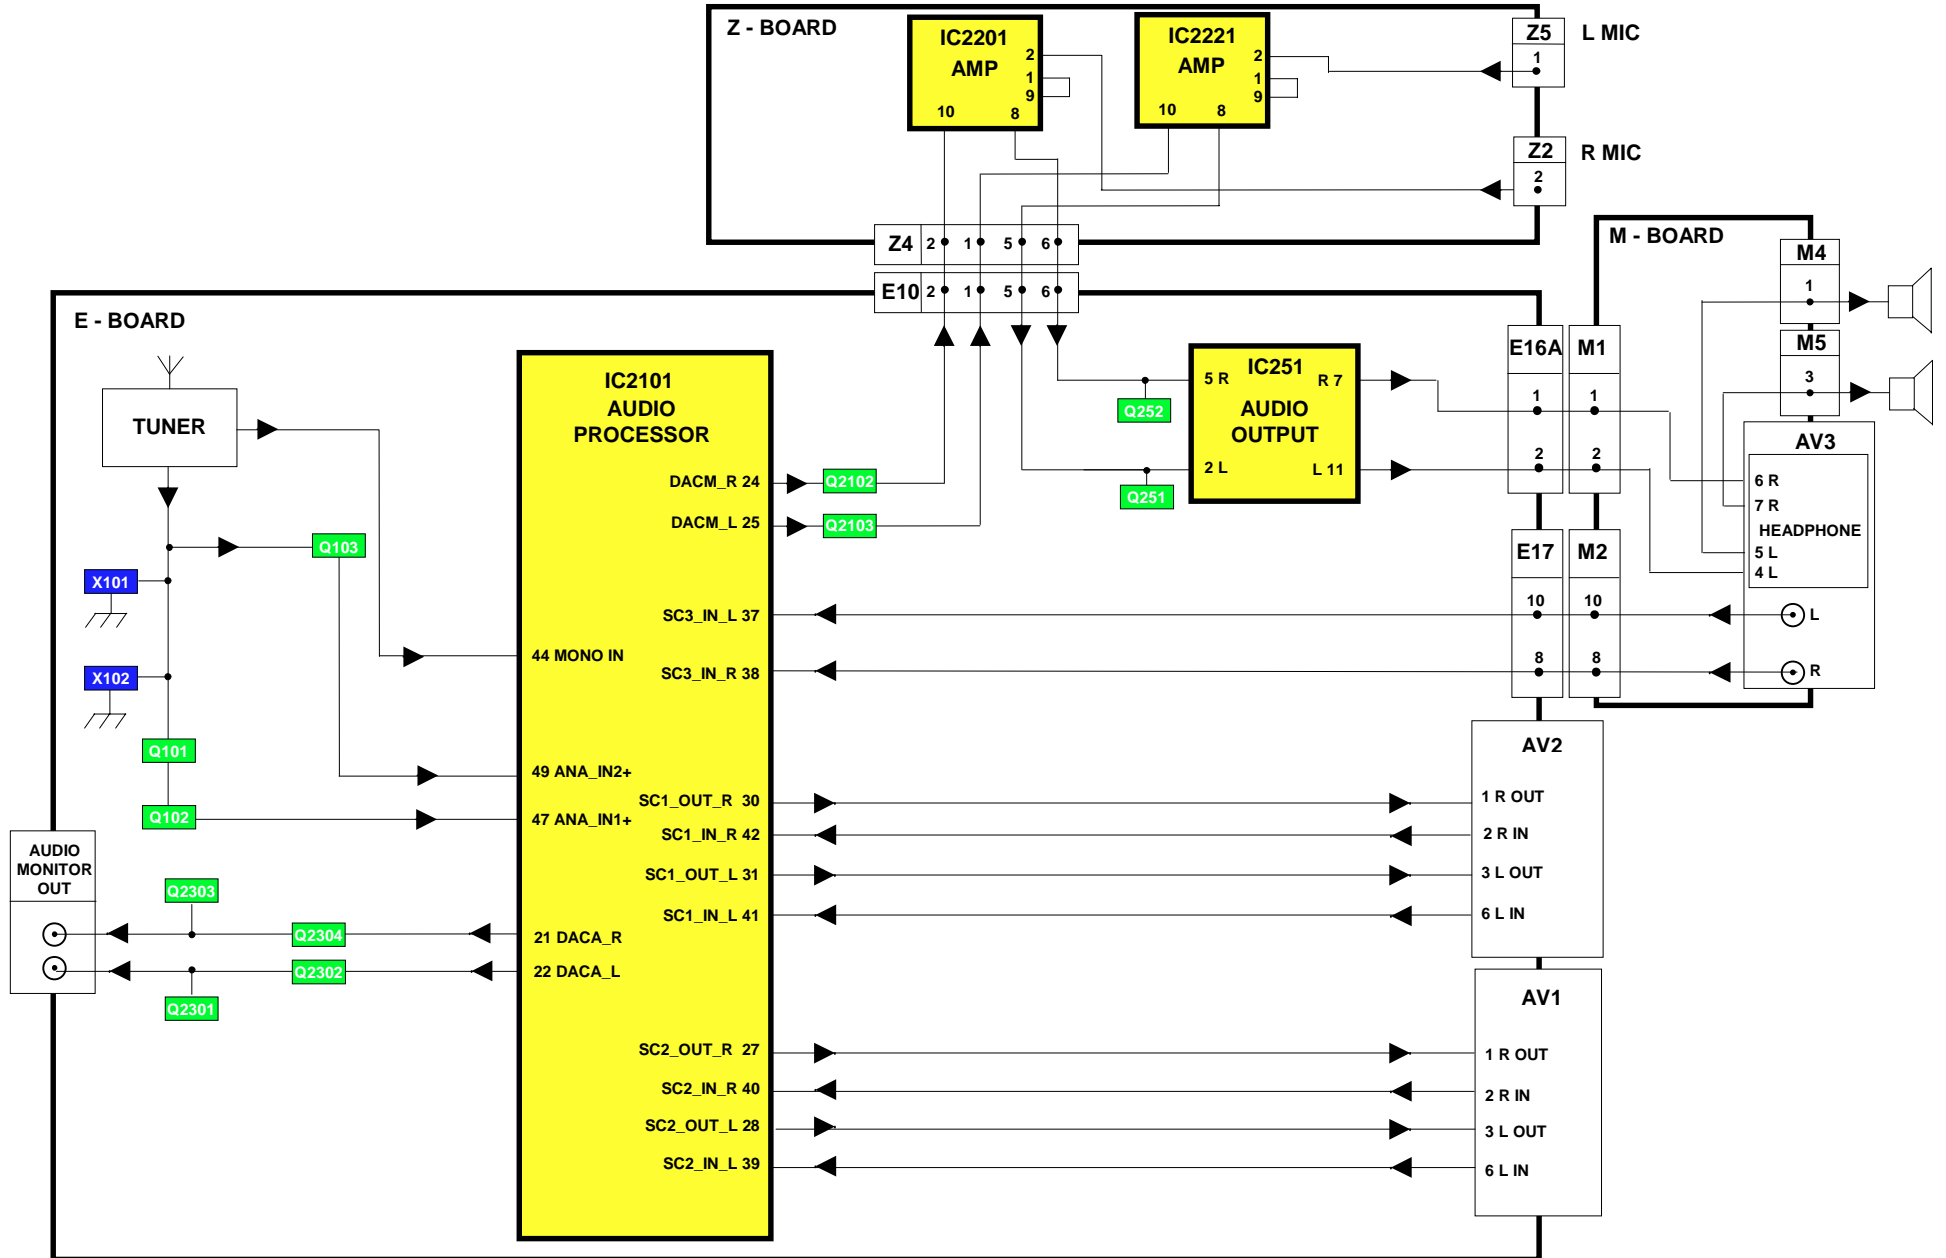 Z - BOARD
IC2201
AMP
2
1
9
10
8
IC2221
AMP
2
1
9
10
8
Z5
1
L MIC
Z2
2
R MIC
Z4 2 1 5 6
E10 2 1 5 6
M - BOARD
M4
1
M5
3
E - BOARD
TUNER
IC2101
AUDIO
PROCESSOR
DACM_R 24
DACM_L 25
SC3_IN_L 37
44 MONO IN
SC3_IN_R 38
49 ANA_IN2+
SC1_OUT_R 30
47 ANA_IN1+
SC1_IN_R 42
SC1_OUT_L 31
SC1_IN_L 41
21 DACA_R
22 DACA_L
SC2_OUT_R 27
SC2_IN_R 40
SC2_OUT_L 28
SC2_IN_L 39
Q2102
Q2103
Q103
X101
X102
Q101
Q102
AUDIO
MONITOR
OUT
Q2303
Q2304
Q2302
Q2301
Q252
Q251
IC251
5 R R 7
AUDIO
OUTPUT
2 L L 11
E16A M1
1 1
2 2
E17 M2
10 10
8 8
AV3
6 R
7 R
HEADPHONE
5 L
4 L
L
R
AV2
1 R OUT
2 R IN
3 L OUT
6 L IN
AV1
1 R OUT
2 R IN
3 L OUT
6 L IN